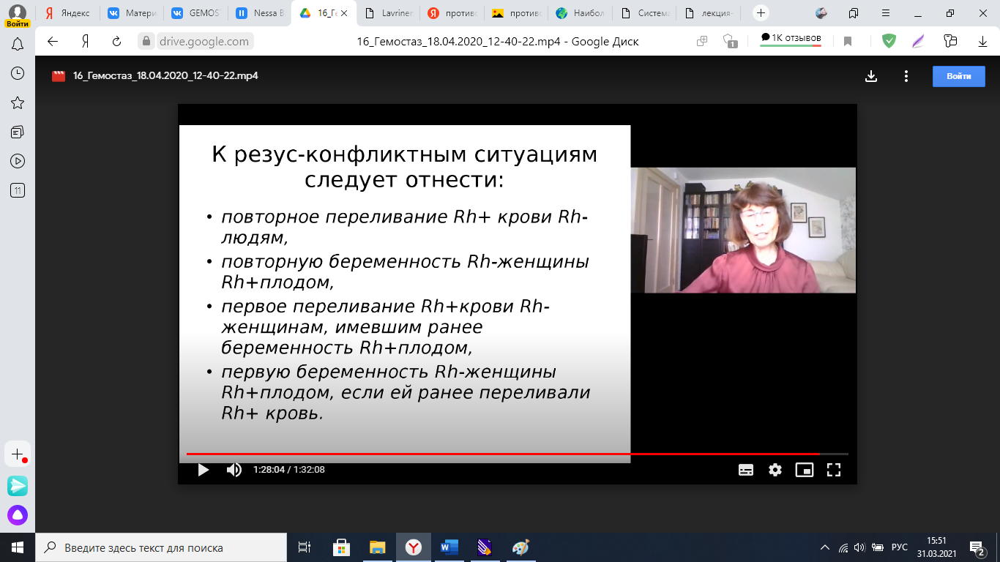 Яндекс
Матери
GEMOS
Nessa B
16_Ге
Lavriner
против
против
Наибол
Система
лекция-
Войти
drive.google.com
16_Гемостаз_18.04.2020_12-40-22.mp4 - Google Диск
1К отзывов
1
16_Гемостаз_18.04.2020_12-40-22.mp4
Войти
11
К резус-конфликтным ситуациям
следует отнести:
• повторное переливание Rh+ крови Rh-
людям,
• повторную беременность Rh-женщины
Rh+плодом,
• первое переливание Rh+крови Rh-
женщинам, имевшим ранее
беременность Rh+плодом,
• первую беременность Rh-женщины
Rh+плодом, если ей ранее переливали
Rh+ кровь.
1:28:04 / 1:32:08
Введите здесь текст для поиска
РУС
15:51
31.03.2021
2